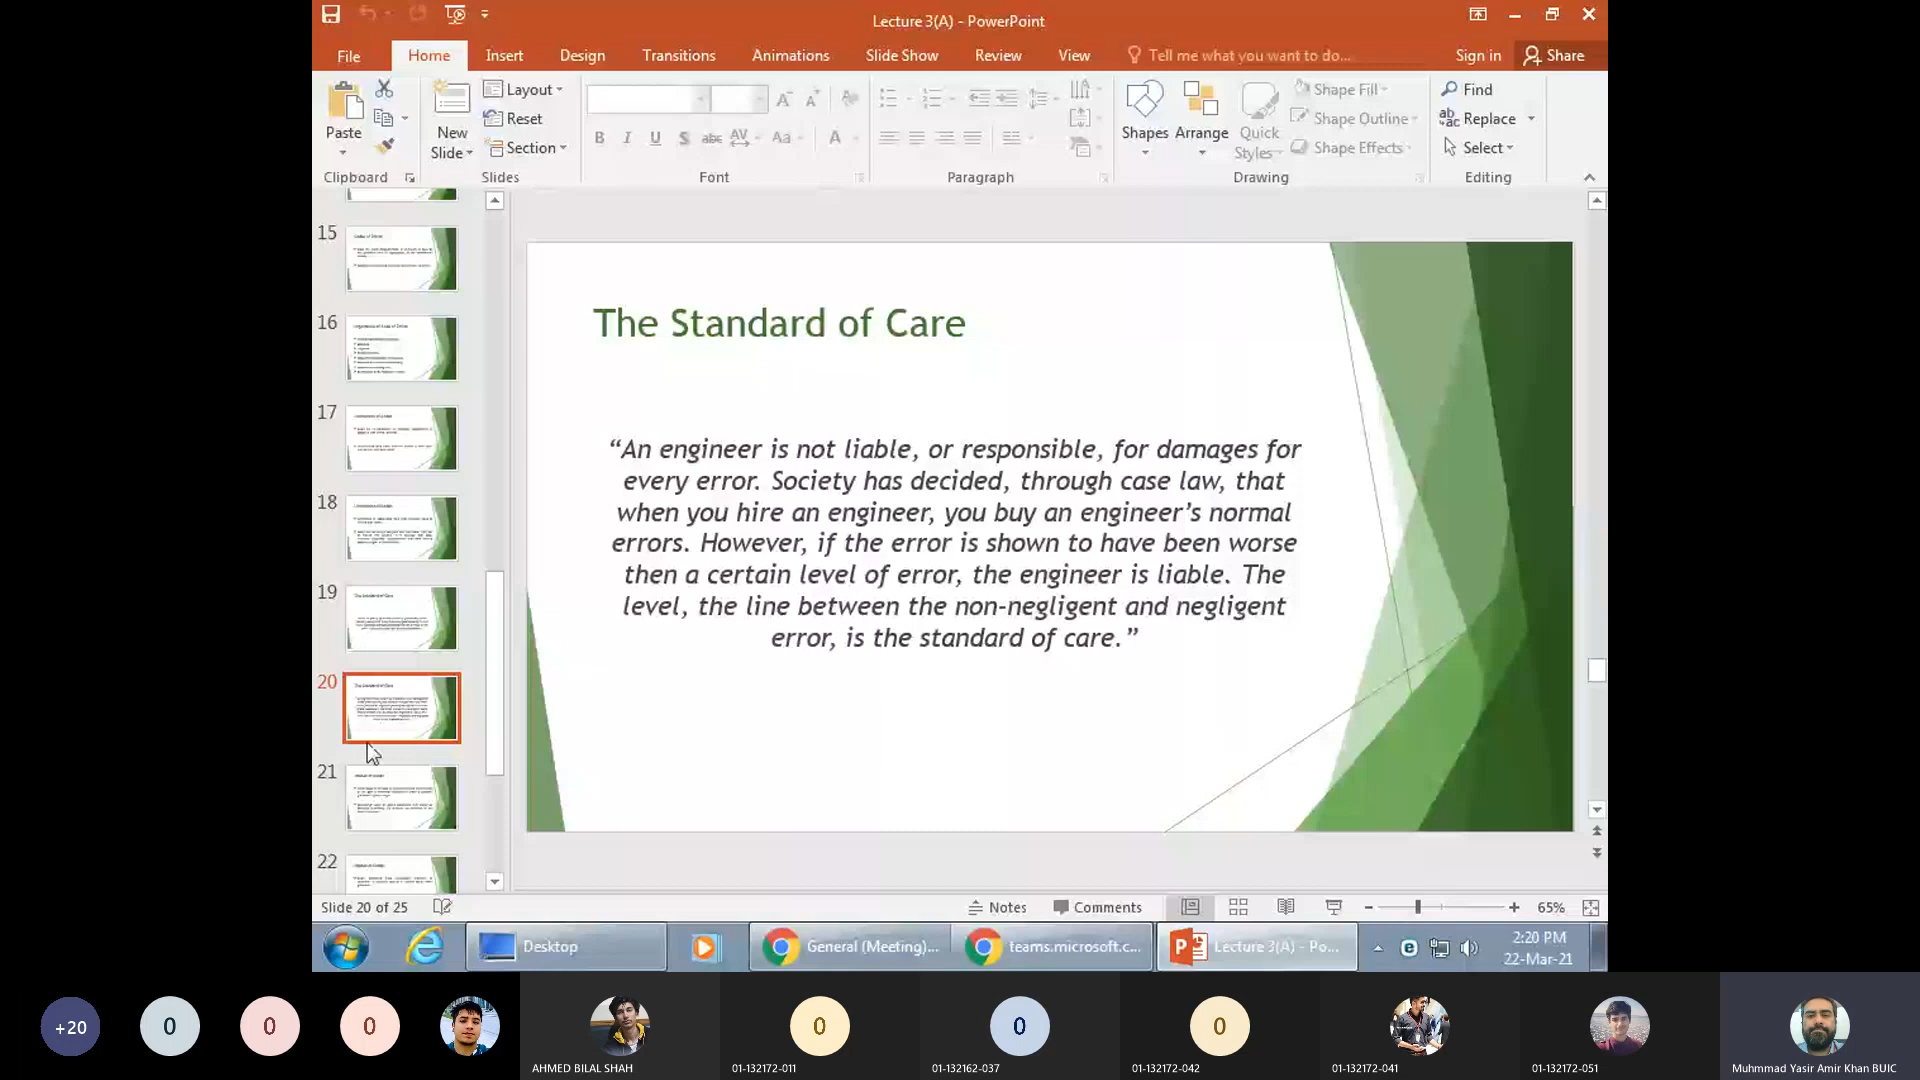 Lecture 3(A) - PowerPoint
File Home Insert Design Transitions Animations Slide Show Review View Tell me what you want to do... Sign in Share
Paste
Clipboard
New
Slide
Layout
Reset
Section
Slides
B I U S abc AV Aa A
Font
Paragraph
Shapes
Arrange
Quick
Styles
Shape Fill
Shape Outline
Shape Effects
Drawing
Find
Replace
Select
Editing
15
16
17
18
19
20
21
22
The Standard of Care
“An engineer is not liable, or responsible, for damages for
every error. Society has decided, through case law, that
when you hire an engineer, you buy an engineer’s normal
errors. However, if the error is shown to have been worse
then a certain level of error, the engineer is liable. The
level, the line between the non-negligent and negligent
error, is the standard of care.”
Slide 20 of 25 Notes Comments 65%
Desktop General (Meeting)... teams.microsoft.c... Lecture 3(A) - Po... 2:20 PM
22-Mar-21
+20 0 0 0 0 0 0
AHMED BILAL SHAH 01-132172-011 01-132162-037 01-132172-042 01-132172-041 01-132172-051 Muhmmad Yasir Amir Khan BUIC